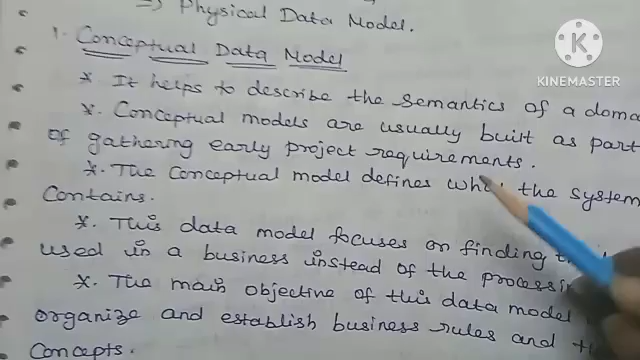 => Physical Data Model.
1. Conceptual Data Model
* It helps to describe the semantics of a doma
* Conceptual models are usually built as part
of gathering early project requirements.
* The conceptual model defines the system
Contains.
* This data model focuses on finding
used in a business instead of the
* The main objective of this data model
organize and establish business rules and
Concepts.
K
KINEMASTER